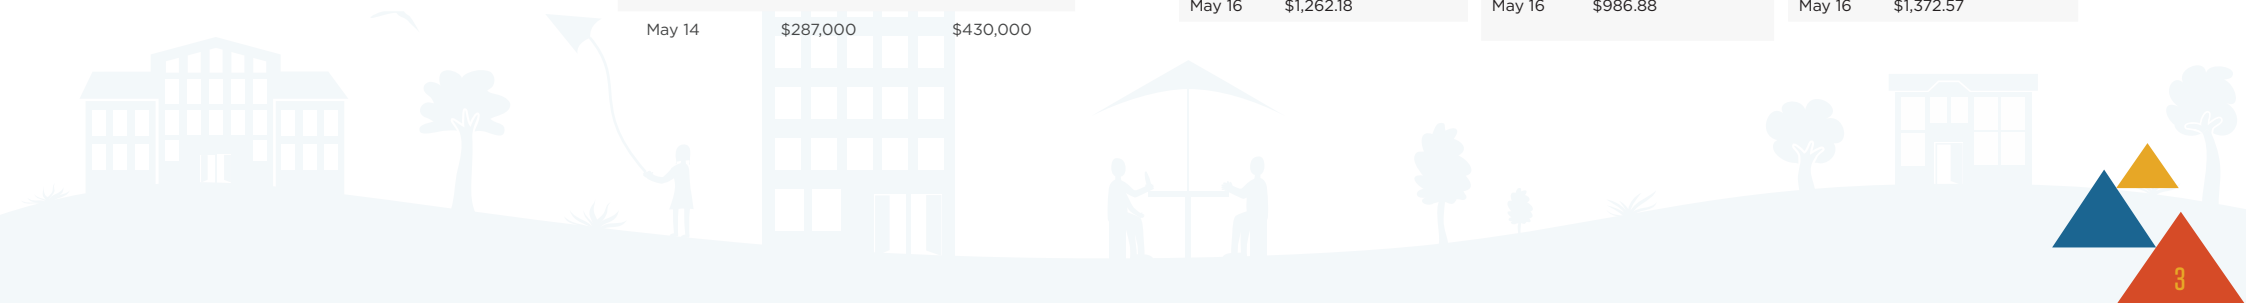 May 14 $287,000 $430,000
May 16 $1,262.18
May 16 $986.88
May 16 $1,372.57
3